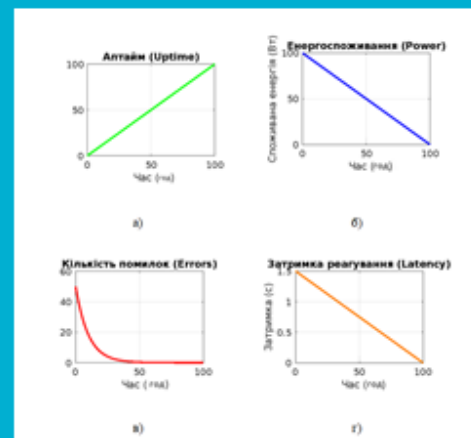 Аптайм (Uptime)
100
50
0
0 50 100
Час (год)
а)
Енергоспоживання (Power)
Споживана енергія (Вт)
100
50
0
0 50 100
Час (год)
б)
Кількість помилок (Errors)
60
40
20
0
0 50 100
Час ( год)
в)
Затримка реагування (Latency)
Затримка (с)
1.5
1
0.5
0
0 50 100
Час (год)
г)